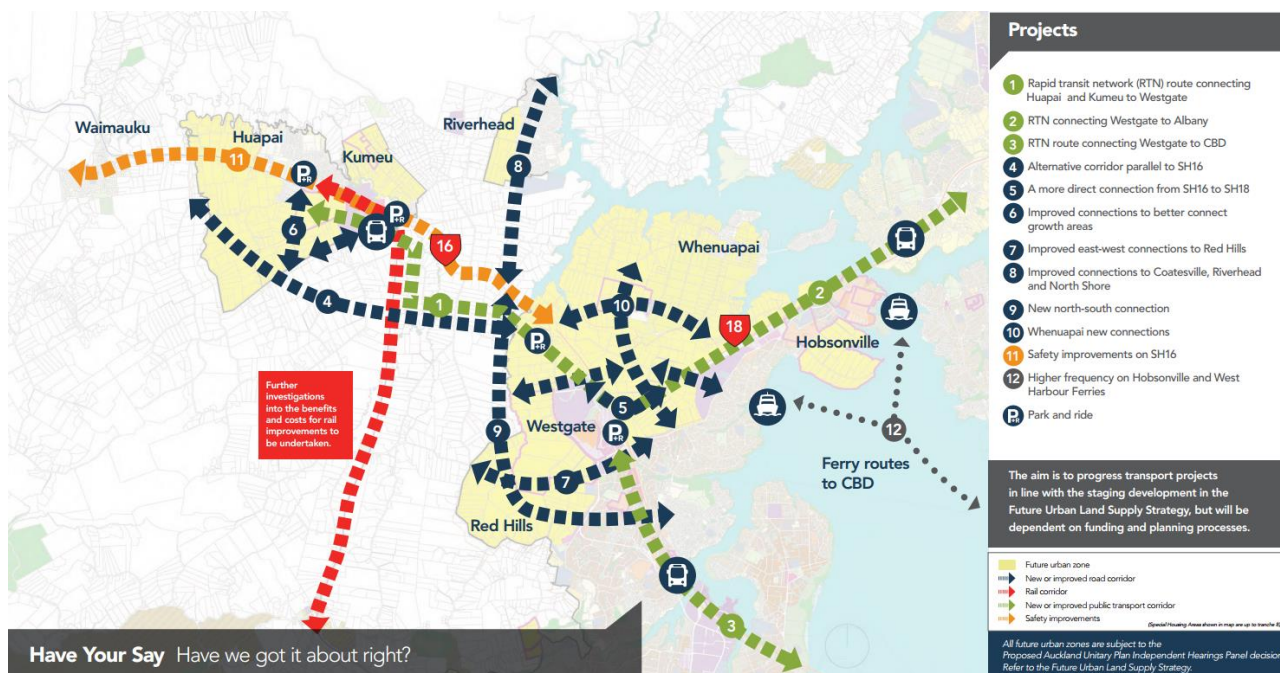 Waimauku
Huapai
Kumeu
Riverhead
11
P+R
P+R
8
6
16
4
1
Whenuapai
10
P+R
2
18
Hobsonville
Further
investigations
into the benefits
and costs for rail
improvements to
be undertaken.
5
Westgate
P+R
9
12
7
Ferry routes
to CBD
Red Hills
3
Have Your Say Have we got it about right?
Projects
1 Rapid transit network (RTN) route connecting
Huapai and Kumeu to Westgate
2 RTN connecting Westgate to Albany
3 RTN route connecting Westgate to CBD
4 Alternative corridor parallel to SH16
5 A more direct connection from SH16 to SH18
6 Improved connections to better connect
growth areas
7 Improved east-west connections to Red Hills
8 Improved connections to Coatesville, Riverhead
and North Shore
9 New north-south connection
10 Whenuapai new connections
11 Safety improvements on SH16
12 Higher frequency on Hobsonville and West
Harbour Ferries
P+R Park and ride
The aim is to progress transport projects
in line with the staging development in the
Future Urban Land Supply Strategy, but will be
dependent on funding and planning processes.
Future urban zone
New or improved road corridor
Rail corridor
New or improved public transport corridor
Safety improvements
(Special Housing Areas shown in map are up to tranche
All future urban zones are subject to the
Proposed Auckland Unitary Plan Independent Hearings Panel decision
Refer to the Future Urban Land Supply Strategy.